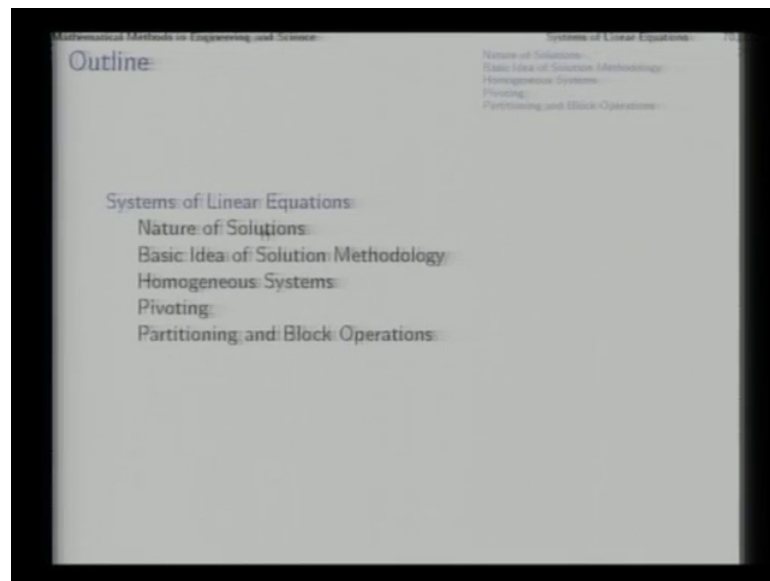 Mathematical Methods in Engineering and Science
Systems of Linear Equations
Outline
Nature of Solutions
Basic Idea of Solution Methodology
Homogeneous Systems
Pivoting
Partitioning and Block Operations
Systems of Linear Equations
Nature of Solutions
Basic Idea of Solution Methodology
Homogeneous Systems
Pivoting
Partitioning and Block Operations